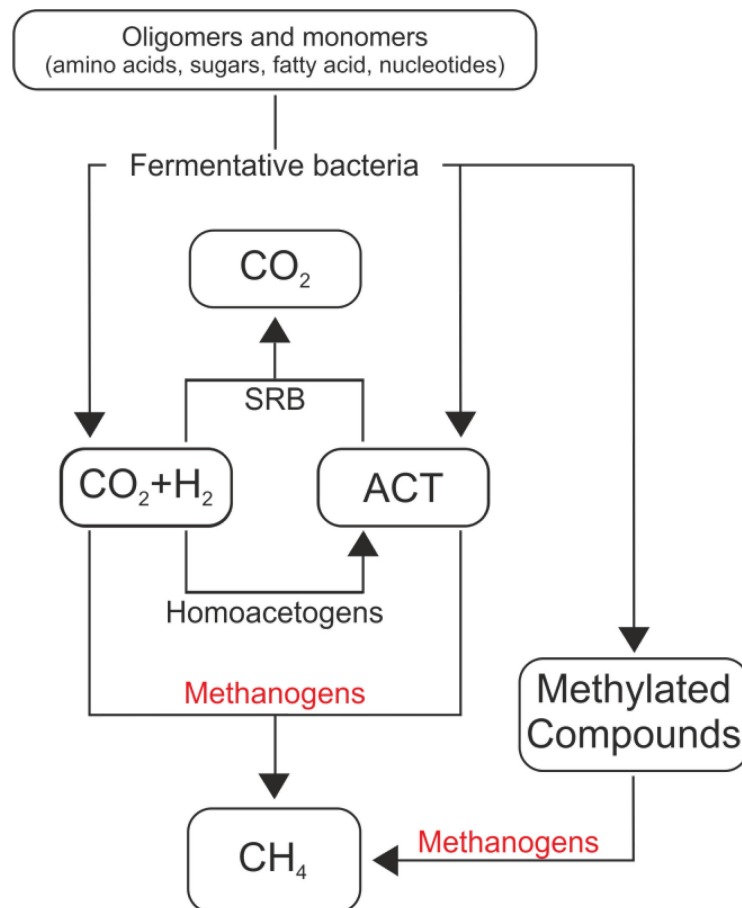 Oligomers and monomers
(amino acids, sugars, fatty acid, nucleotides)
Fermentative bacteria
CO₂
SRB
CO₂+H₂
ACT
Homoacetogens
Methanogens
Methylated
Compounds
CH₄
Methanogens